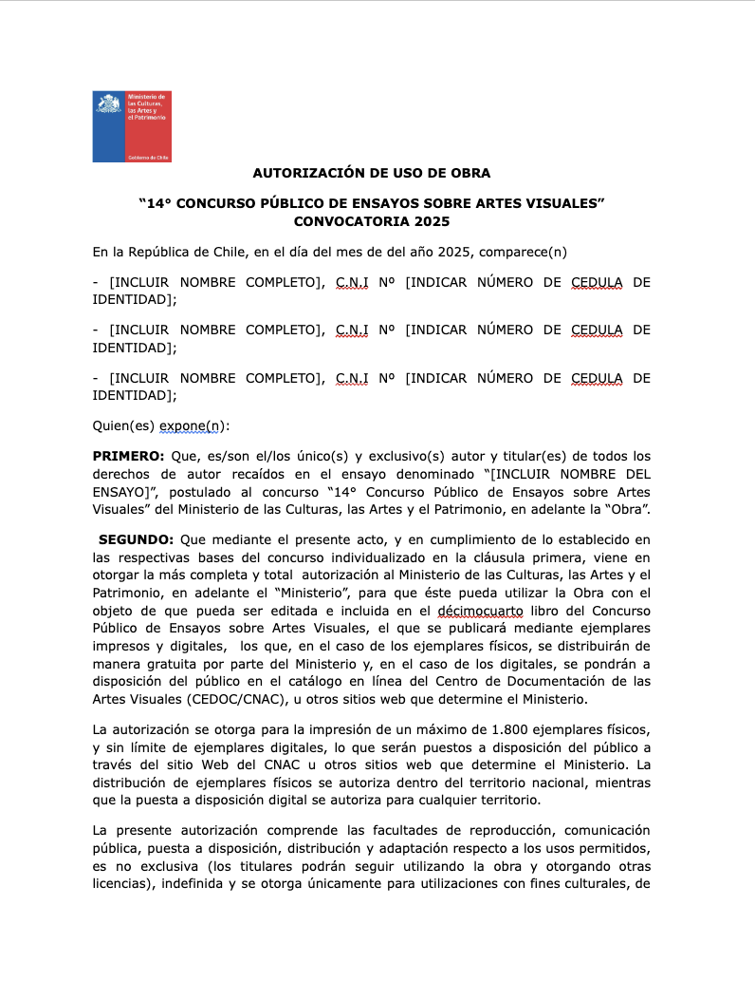 Ministerio de
las Culturas,
las Artes y
el Patrimonio
Gobierno de Chile
AUTORIZACIÓN DE USO DE OBRA
“14° CONCURSO PÚBLICO DE ENSAYOS SOBRE ARTES VISUALES”
CONVOCATORIA 2025
En la República de Chile, en el día del mes de del año 2025, comparece(n)
- [INCLUIR NOMBRE COMPLETO], C.N.I Nº [INDICAR NÚMERO DE CEDULA DE
IDENTIDAD];
- [INCLUIR NOMBRE COMPLETO], C.N.I Nº [INDICAR NÚMERO DE CEDULA DE
IDENTIDAD];
- [INCLUIR NOMBRE COMPLETO], C.N.I Nº [INDICAR NÚMERO DE CEDULA DE
IDENTIDAD];
Quien(es) expone(n):
PRIMERO: Que, es/son el/los único(s) y exclusivo(s) autor y titular(es) de todos los
derechos de autor recaídos en el ensayo denominado “[INCLUIR NOMBRE DEL
ENSAYO]”, postulado al concurso “14° Concurso Público de Ensayos sobre Artes
Visuales” del Ministerio de las Culturas, las Artes y el Patrimonio, en adelante la “Obra”.
SEGUNDO: Que mediante el presente acto, y en cumplimiento de lo establecido en
las respectivas bases del concurso individualizado en la cláusula primera, viene en
otorgar la más completa y total autorización al Ministerio de las Culturas, las Artes y el
Patrimonio, en adelante el “Ministerio”, para que éste pueda utilizar la Obra con el
objeto de que pueda ser editada e incluida en el décimocuarto libro del Concurso
Público de Ensayos sobre Artes Visuales, el que se publicará mediante ejemplares
impresos y digitales, los que, en el caso de los ejemplares físicos, se distribuirán de
manera gratuita por parte del Ministerio y, en el caso de los digitales, se pondrán a
disposición del público en el catálogo en línea del Centro de Documentación de las
Artes Visuales (CEDOC/CNAC), u otros sitios web que determine el Ministerio.
La autorización se otorga para la impresión de un máximo de 1.800 ejemplares físicos,
y sin límite de ejemplares digitales, lo que serán puestos a disposición del público a
través del sitio Web del CNAC u otros sitios web que determine el Ministerio. La
distribución de ejemplares físicos se autoriza dentro del territorio nacional, mientras
que la puesta a disposición digital se autoriza para cualquier territorio.
La presente autorización comprende las facultades de reproducción, comunicación
pública, puesta a disposición, distribución y adaptación respecto a los usos permitidos,
es no exclusiva (los titulares podrán seguir utilizando la obra y otorgando otras
licencias), indefinida y se otorga únicamente para utilizaciones con fines culturales, de